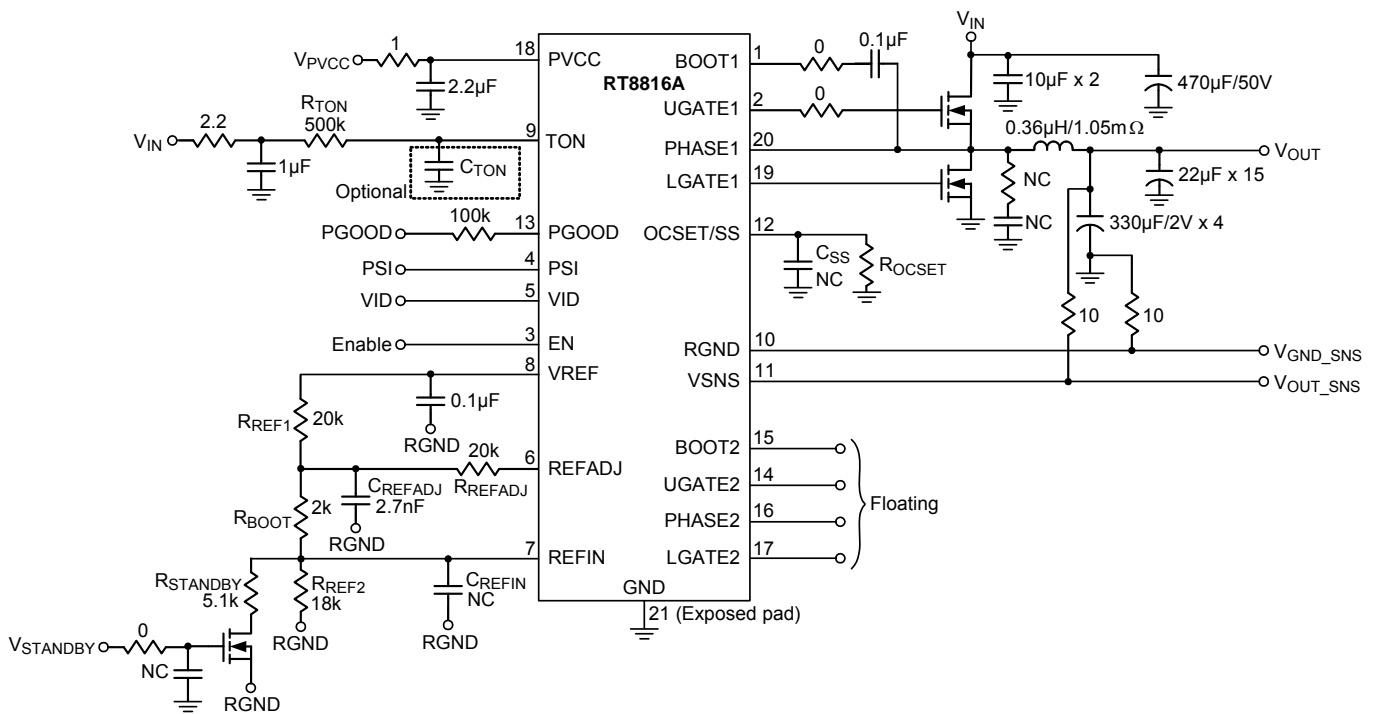 VIN
VPVCC
1
18
PVCC
2.2µF
RT8816A
BOOT1
1
0
0.1µF
10µF x 2
470µF/50V
UGATE1
2
0
VIN
2.2
RTON
500k
1µF
9
TON
CTON
Optional
PHASE1
20
0.36µH/1.05mΩ
VOUT
LGATE1
19
NC
NC
22µF x 15
330µF/2V x 4
PGOOD
100k
13
PGOOD
OCSET/SS
12
CSS
NC
ROCSET
PSI
4
PSI
VID
5
VID
10
10
Enable
3
EN
RGND
10
VGND_SNS
8
VREF
VSNS
11
VOUT_SNS
0.1µF
RGND
RREF1
20k
BOOT2
15
6
REFADJ
20k
RREFADJ
CREFADJ
2.7nF
RGND
UGATE2
14
Floating
RBOOT
2k
PHASE2
16
7
REFIN
LGATE2
17
RSTANDBY
5.1k
RREF2
18k
RGND
CREFIN
NC
RGND
GND
21 (Exposed pad)
VSTANDBY
0
NC
RGND